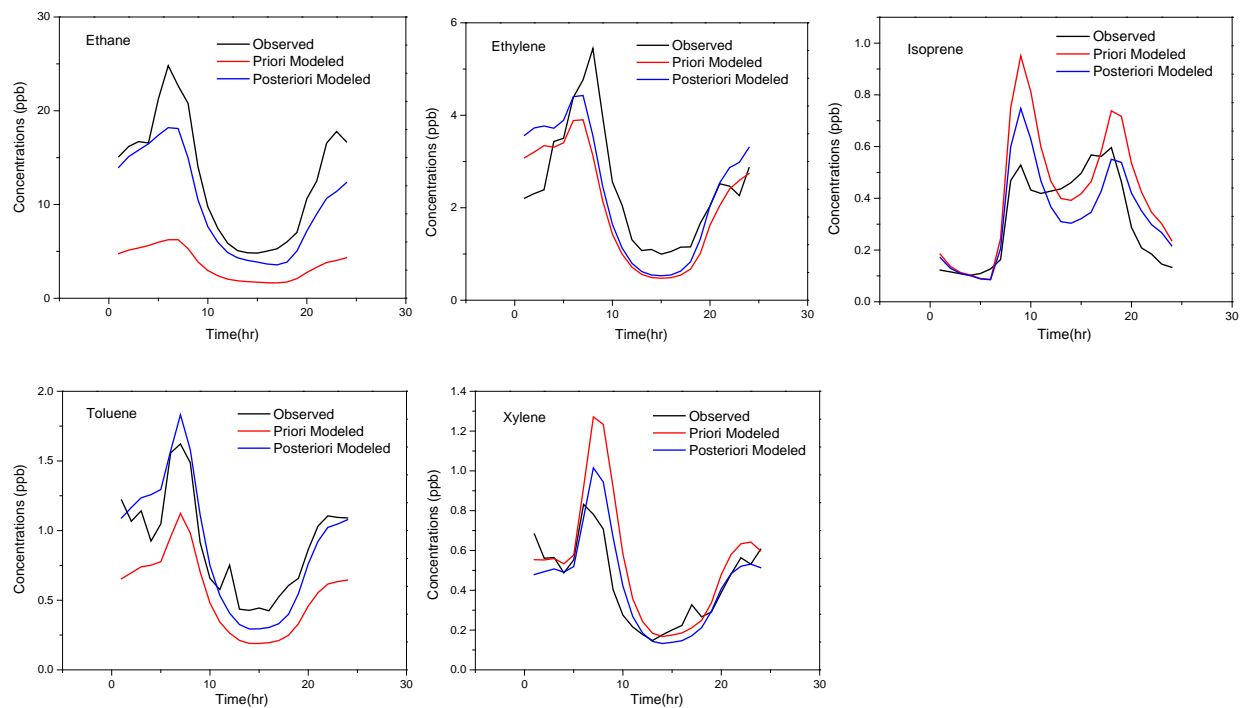 Ethane
Observed
Priori Modeled
Posteriori Modeled
Concentrations (ppb)
30
20
10
0
0
10
20
30
Time(hr)
Ethylene
Observed
Priori Modeled
Posteriori Modeled
Concentrations (ppb)
6
4
2
0
0
10
20
30
Time(hr)
Isoprene
Observed
Priori Modeled
Posteriori Modeled
Concentrations (ppb)
1.0
0.8
0.6
0.4
0.2
0.0
0
10
20
30
Time(hr)
Toluene
Observed
Priori Modeled
Posteriori Modeled
Concentrations (ppb)
2.0
1.5
1.0
0.5
0.0
0
10
20
30
Time(hr)
Xylene
Observed
Priori Modeled
Posteriori Modeled
Concentrations (ppb)
1.4
1.2
1.0
0.8
0.6
0.4
0.2
0.0
0
10
20
30
Time(hr)